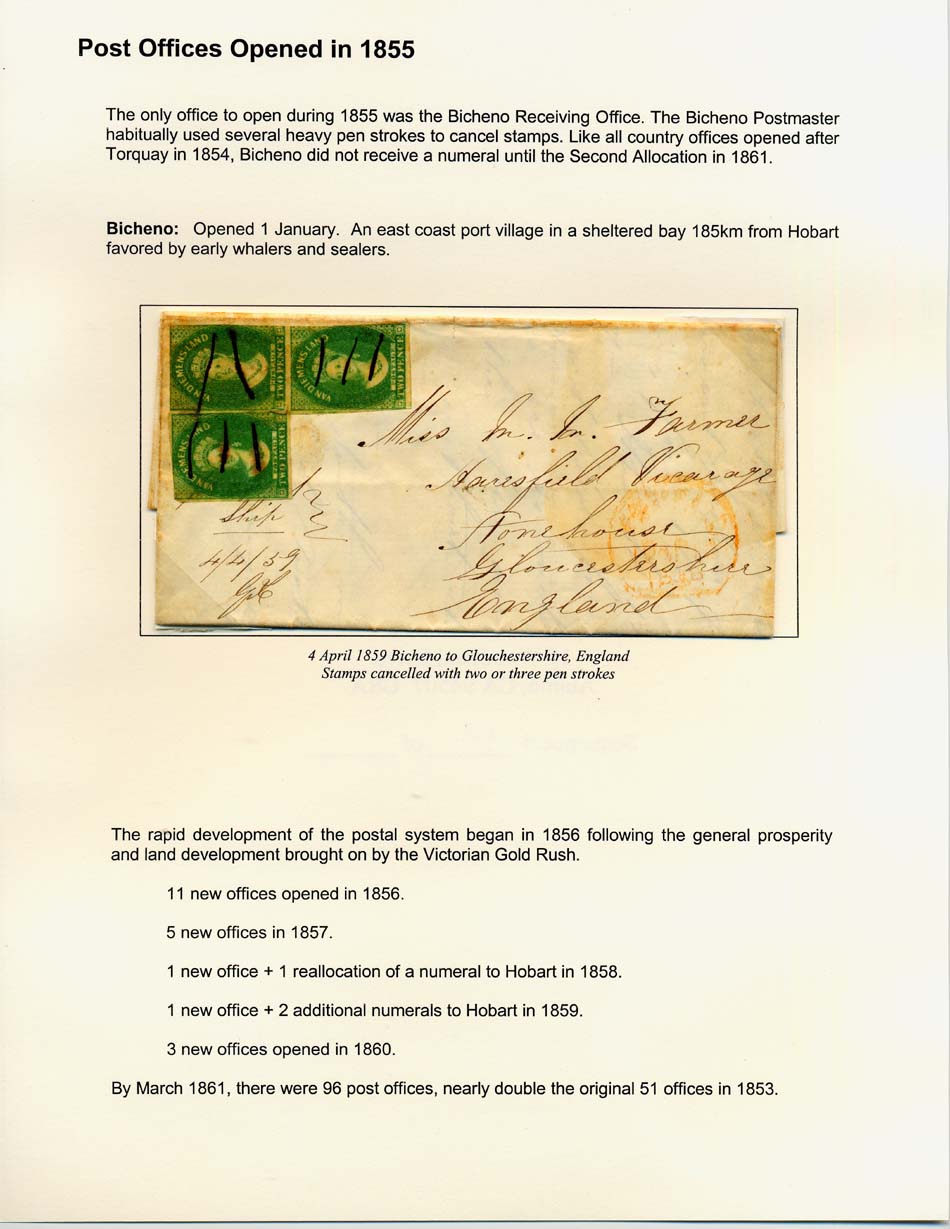 Post Offices Opened in 1855
The only office to open during 1855 was the Bicheno Receiving Office. The Bicheno Postmaster
habitually used several heavy pen strokes to cancel stamps. Like all country offices opened after
Torquay in 1854, Bicheno did not receive a numeral until the Second Allocation in 1861.
Bicheno: Opened 1 January. An east coast port village in a sheltered bay 185km from Hobart
favored by early whalers and sealers.
VAN DIEMENS LAND
TWO PENCE
VAN DIEMENS LAN
TWO PENCE
EMENS LAND
TWO PENCE
Miss M. M. Farmer
Haresfield Vicarage
Stonehouse
Gloucestershire
England
Ship
4/4/59
4 April 1859 Bicheno to Glouchestershire, England
Stamps cancelled with two or three pen strokes
The rapid development of the postal system began in 1856 following the general prosperity
and land development brought on by the Victorian Gold Rush.
11 new offices opened in 1856.
5 new offices in 1857.
1 new office + 1 reallocation of a numeral to Hobart in 1858.
1 new office + 2 additional numerals to Hobart in 1859.
3 new offices opened in 1860.
By March 1861, there were 96 post offices, nearly double the original 51 offices in 1853.